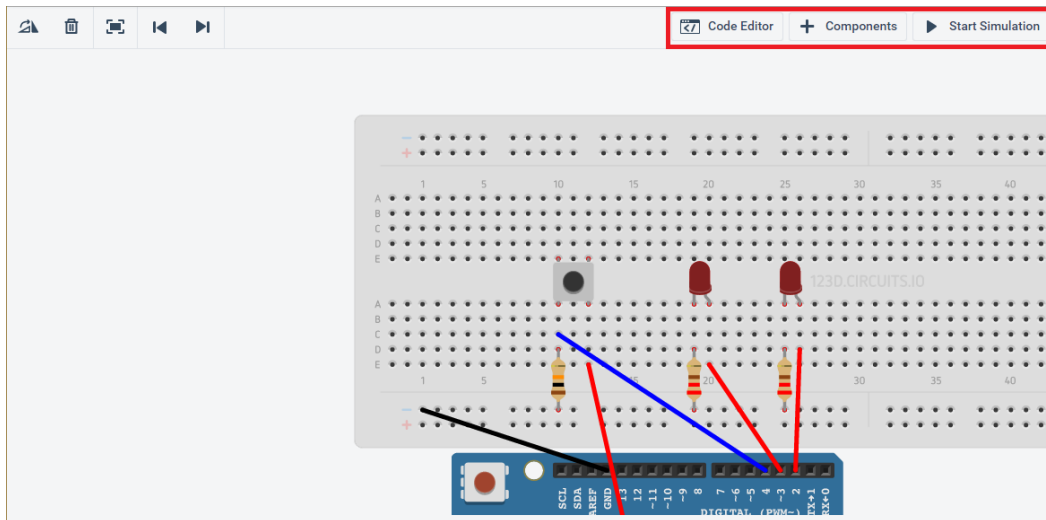 Code Editor + Components Start Simulation
− +
1 5 10 15 20 25 30 35 40
A
B
C
D
E
123D.CIRCUITS.IO
A
B
C
D
E
1 5 20 30 35 40
− +
SCL SDA AREF GND 13 12 ~11 ~10 ~9 8 7 ~6 ~5 4 ~3 2 TX→1 RX←0
DIGITAL (PWM~)